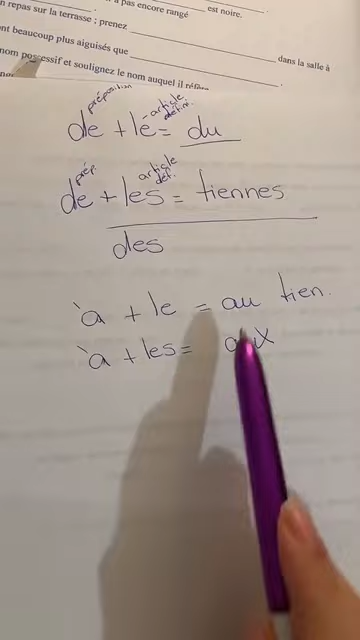 n repas sur la terrasse ; prenez
a pas encore rangé est noire.
nt beaucoup plus aiguisés que dans la salle à
nom possessif et soulignez le nom auquel il réfère
préposition article défini.
de + le = du
prép. article déf.
de + les = tiennes
des
à + le = au tien.
à + les = aux